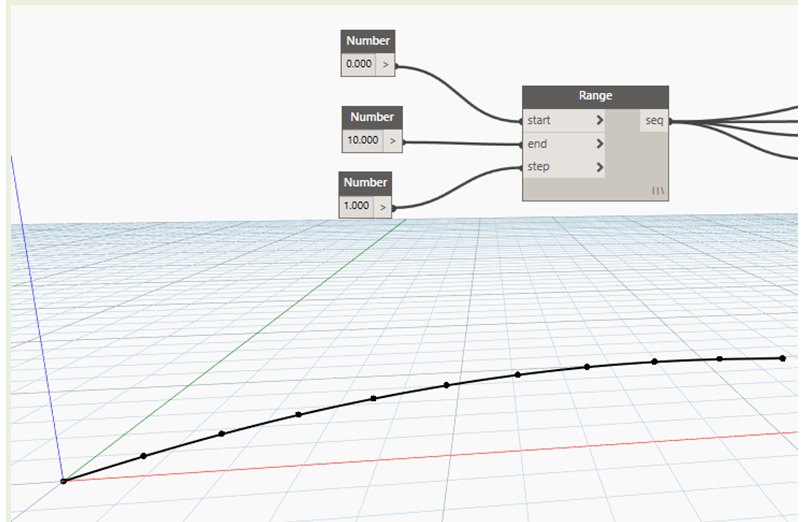 Number
0.000 >
Number
10.000 >
Number
1.000 >
Range
start > seq
end >
step >